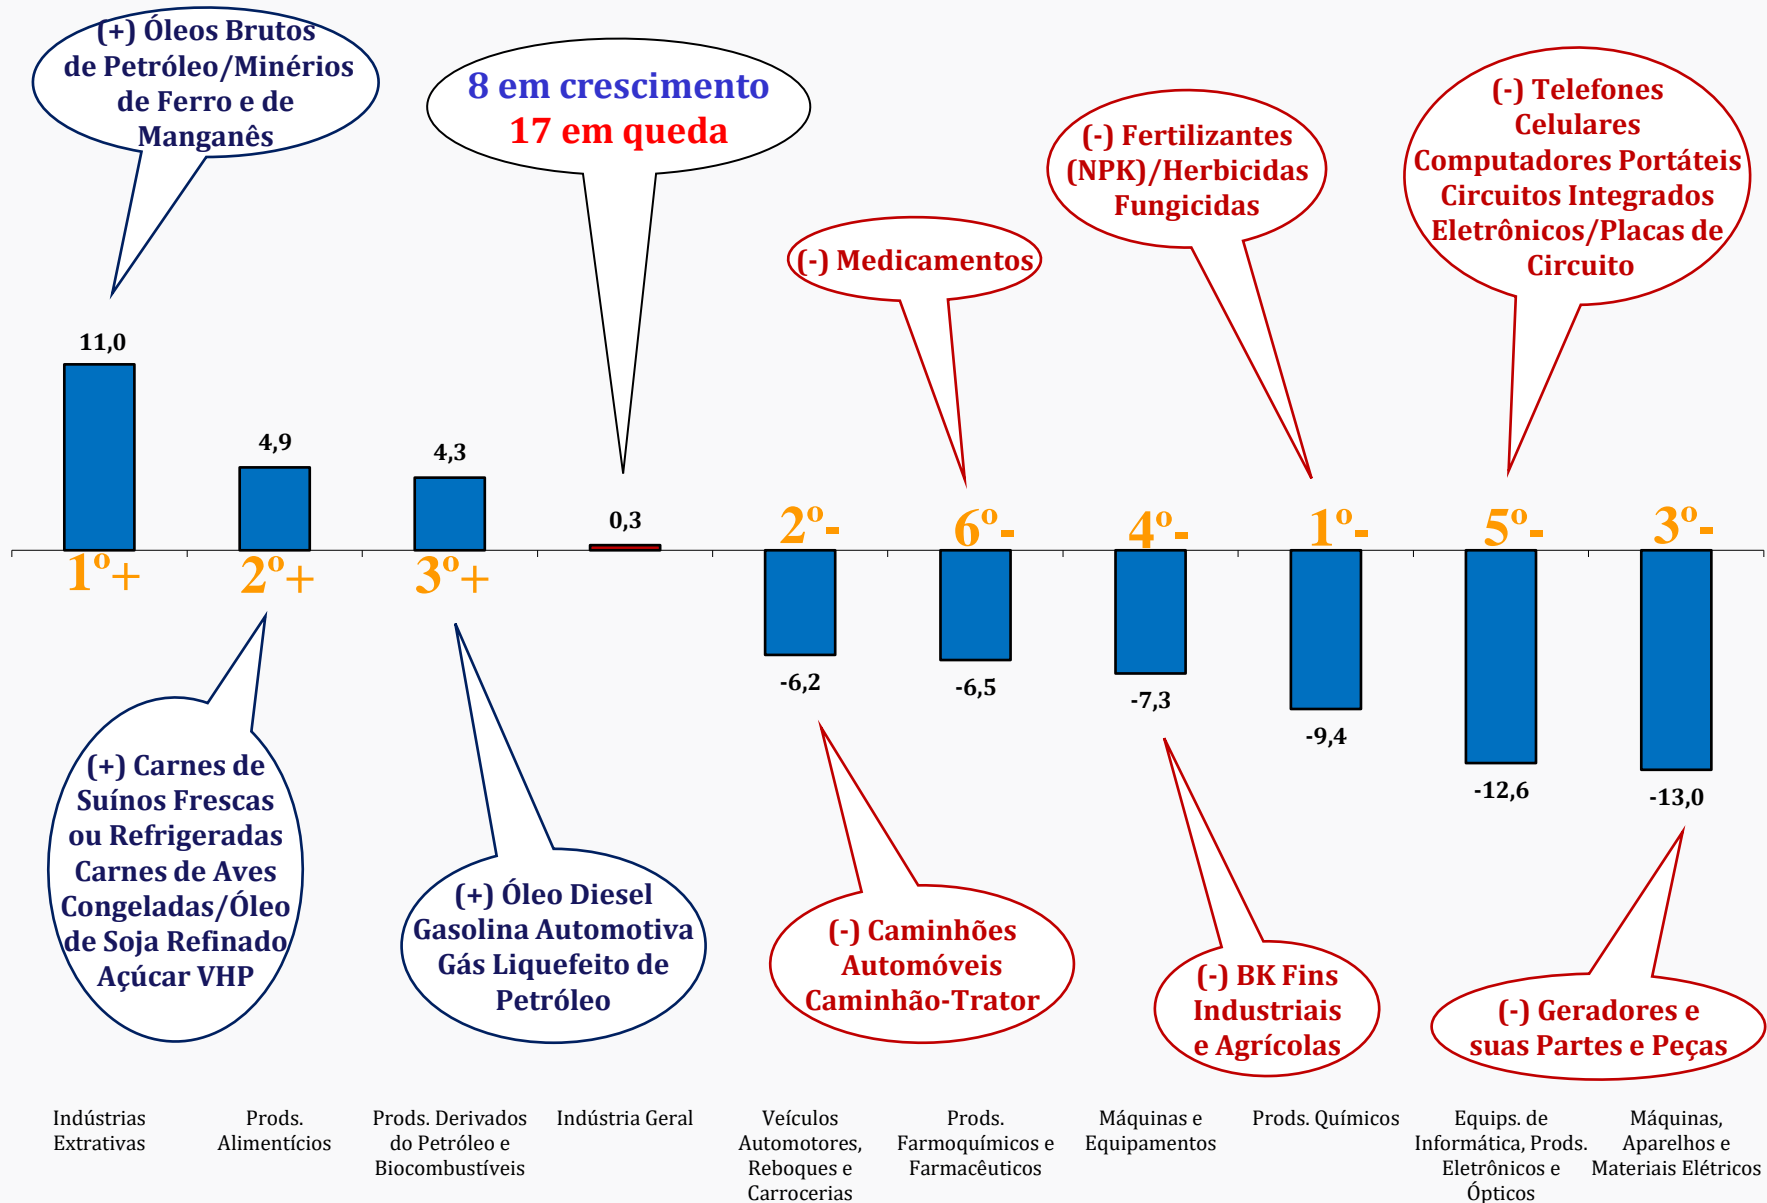 (+) Óleos Brutos
de Petróleo/Minérios
de Ferro e de
Manganês
8 em crescimento
17 em queda
(-) Medicamentos
(-) Fertilizantes
(NPK)/Herbicidas
Fungicidas
(-) Telefones
Celulares
Computadores Portáteis
Circuitos Integrados
Eletrônicos/Placas de
Circuito
11,0
4,9
4,3
0,3
2º-
6º-
4º-
1º-
5º-
3º-
1º+
2º+
3º+
-6,2
-6,5
-7,3
-9,4
-12,6
-13,0
(+) Carnes de
Suínos Frescas
ou Refrigeradas
Carnes de Aves
Congeladas/Óleo
de Soja Refinado
Açúcar VHP
(+) Óleo Diesel
Gasolina Automotiva
Gás Liquefeito de
Petróleo
(-) Caminhões
Automóveis
Caminhão-Trator
(-) BK Fins
Industriais
e Agrícolas
(-) Geradores e
suas Partes e Peças
Indústrias
Extrativas
Prods.
Alimentícios
Prods. Derivados
do Petróleo e
Biocombustíveis
Indústria Geral
Veículos
Automotores,
Reboques e
Carrocerias
Prods.
Farmoquímicos e
Farmacêuticos
Máquinas e
Equipamentos
Prods. Químicos
Equips. de
Informática, Prods.
Eletrônicos e
Ópticos
Máquinas,
Aparelhos e
Materiais Elétricos